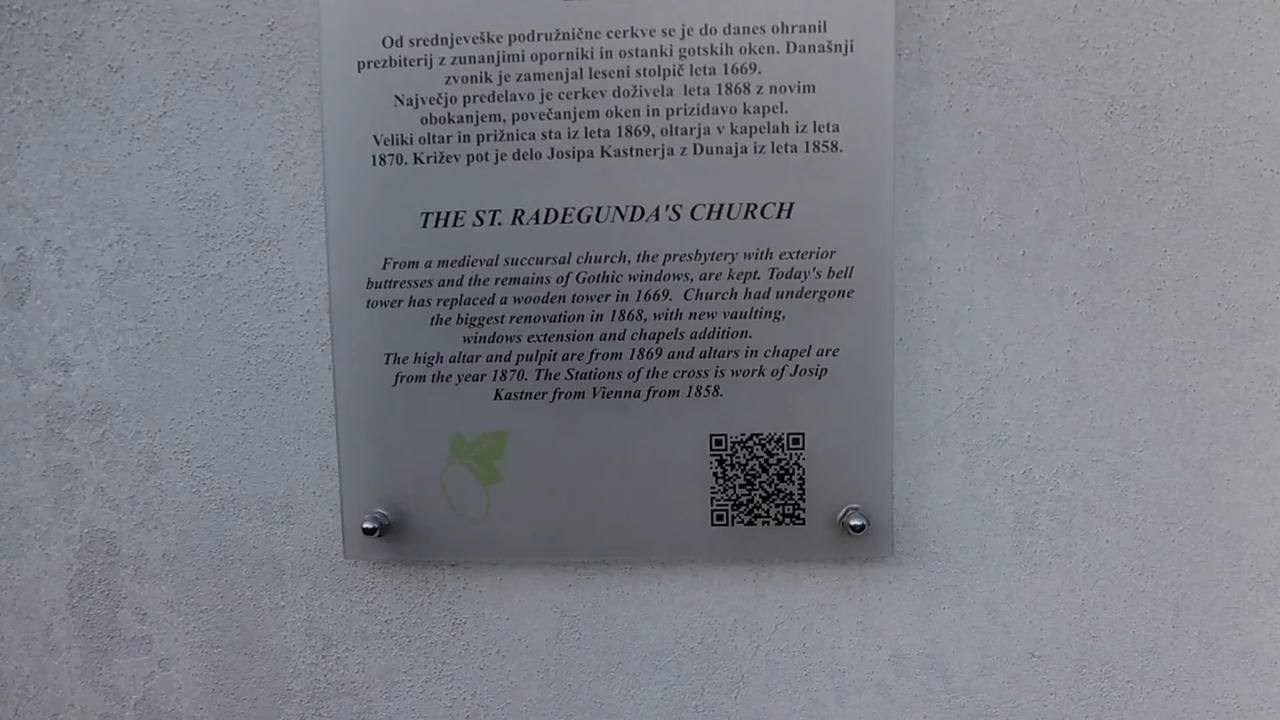 Od srednjeveške podružnične cerkve se je do danes ohranil
prezbiterij z zunanjimi oporniki in ostanki gotskih oken. Današnji
zvonik je zamenjal leseni stolpič leta 1669.
Največjo predelavo je cerkev doživela leta 1868 z novim
obokanjem, povečanjem oken in prizidavo kapel.
Veliki oltar in prižnica sta iz leta 1869, oltarja v kapelah iz leta
1870. Križev pot je delo Josipa Kastnerja z Dunaja iz leta 1858.
THE ST. RADEGUNDA'S CHURCH
From a medieval succursal church, the presbytery with exterior
buttresses and the remains of Gothic windows, are kept. Today's bell
tower has replaced a wooden tower in 1669. Church had undergone
the biggest renovation in 1868, with new vaulting,
windows extension and chapels addition.
The high altar and pulpit are from 1869 and altars in chapel are
from the year 1870. The Stations of the cross is work of Josip
Kastner from Vienna from 1858.